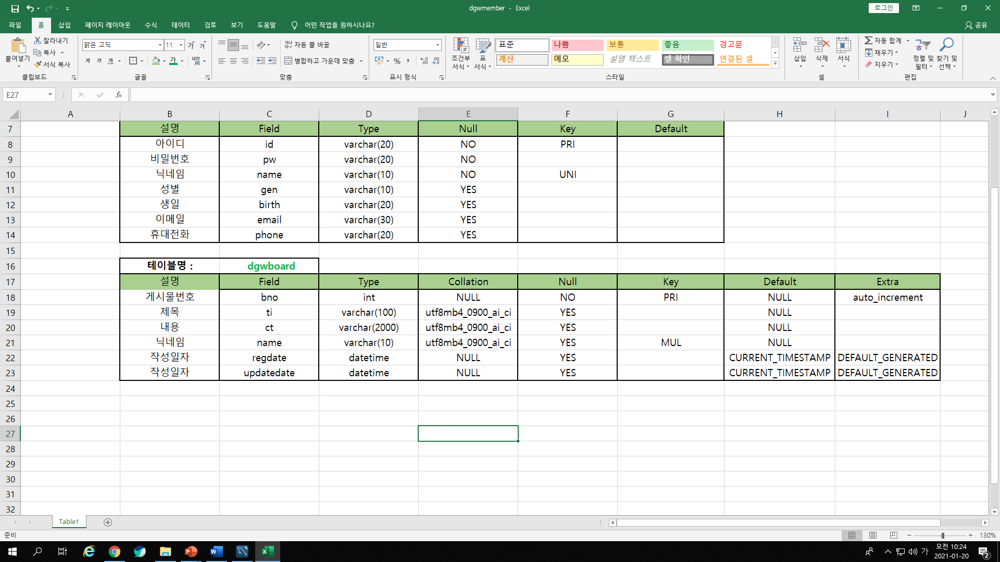 dgwmember - Excel
로그인
파일 홈 삽입 페이지 레이아웃 수식 데이터 검토 보기 도움말 어떤 작업을 원하시나요? 공유
붙여넣기 잘라내기 복사 서식 복사 클립보드
맑은 고딕 11 가 가 가 가 가 가 내천 글꼴
자동 줄 바꿈 병합하고 가운데 맞춤 맞춤
일반 % 표시 형식
조건부 서식 표 서식
표준 나쁨 보통 좋음 경고문
계산 메모 설명 텍스트 셀 확인 연결된 셀
스타일
삽입 삭제 서식 셀
자동 합계 채우기 지우기 정렬 및 필터 찾기 및 선택 편집
E27 fx
A B C D E F G H I J
7 설명 Field Type Null Key Default
8 아이디 id varchar(20) NO PRI
9 비밀번호 pw varchar(20) NO
10 닉네임 name varchar(10) NO UNI
11 성별 gen varchar(10) YES
12 생일 birth varchar(20) YES
13 이메일 email varchar(30) YES
14 휴대전화 phone varchar(20) YES
15
16 테이블명 : dgwboard
17 설명 Field Type Collation Null Key Default Extra
18 게시물번호 bno int NULL NO PRI NULL auto_increment
19 제목 ti varchar(100) utf8mb4_0900_ai_ci YES NULL
20 내용 ct varchar(2000) utf8mb4_0900_ai_ci YES NULL
21 닉네임 name varchar(10) utf8mb4_0900_ai_ci YES MUL NULL
22 작성일자 regdate datetime NULL YES CURRENT_TIMESTAMP DEFAULT_GENERATED
23 작성일자 updatedate datetime NULL YES CURRENT_TIMESTAMP DEFAULT_GENERATED
24
25
26
27
28
29
30
31
32
Table1
준비 130%
가 오전 10:24
2021-01-20
2